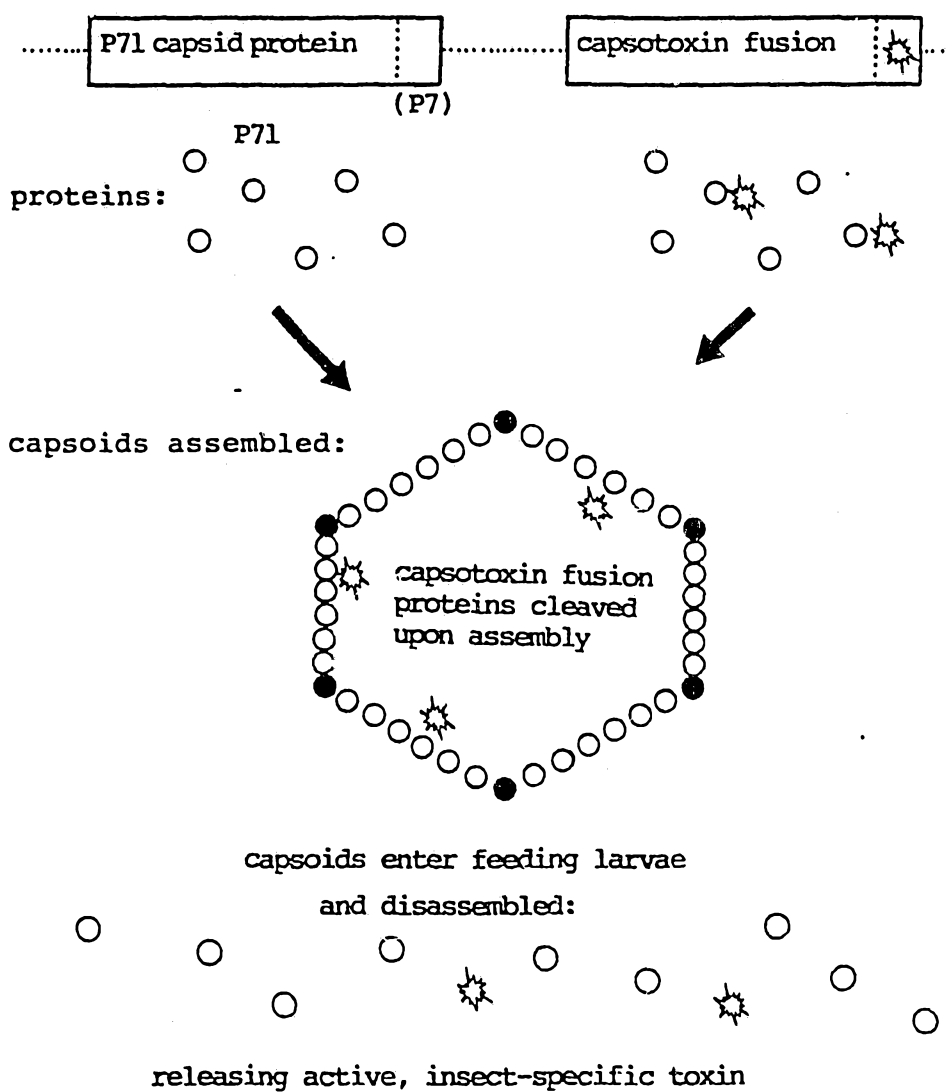 P71 capsid protein
capsotoxin fusion
(P7)
P71
proteins:
capsoids assembled:
capsotoxin fusion
proteins cleaved
upon assembly
capsoids enter feeding larvae
and disassembled:
releasing active, insect-specific toxin